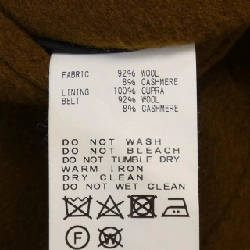 FABRIC 92% WOOL
8% CASHMERE
LINING 100% CUPRA
BELT 92% WOOL
8% CASHMERE
DO NOT WASH
DO NOT BLEACH
DO NOT TUMBLE DRY
WARM IRON
DRY CLEAN
DO NOT WET CLEAN
F W